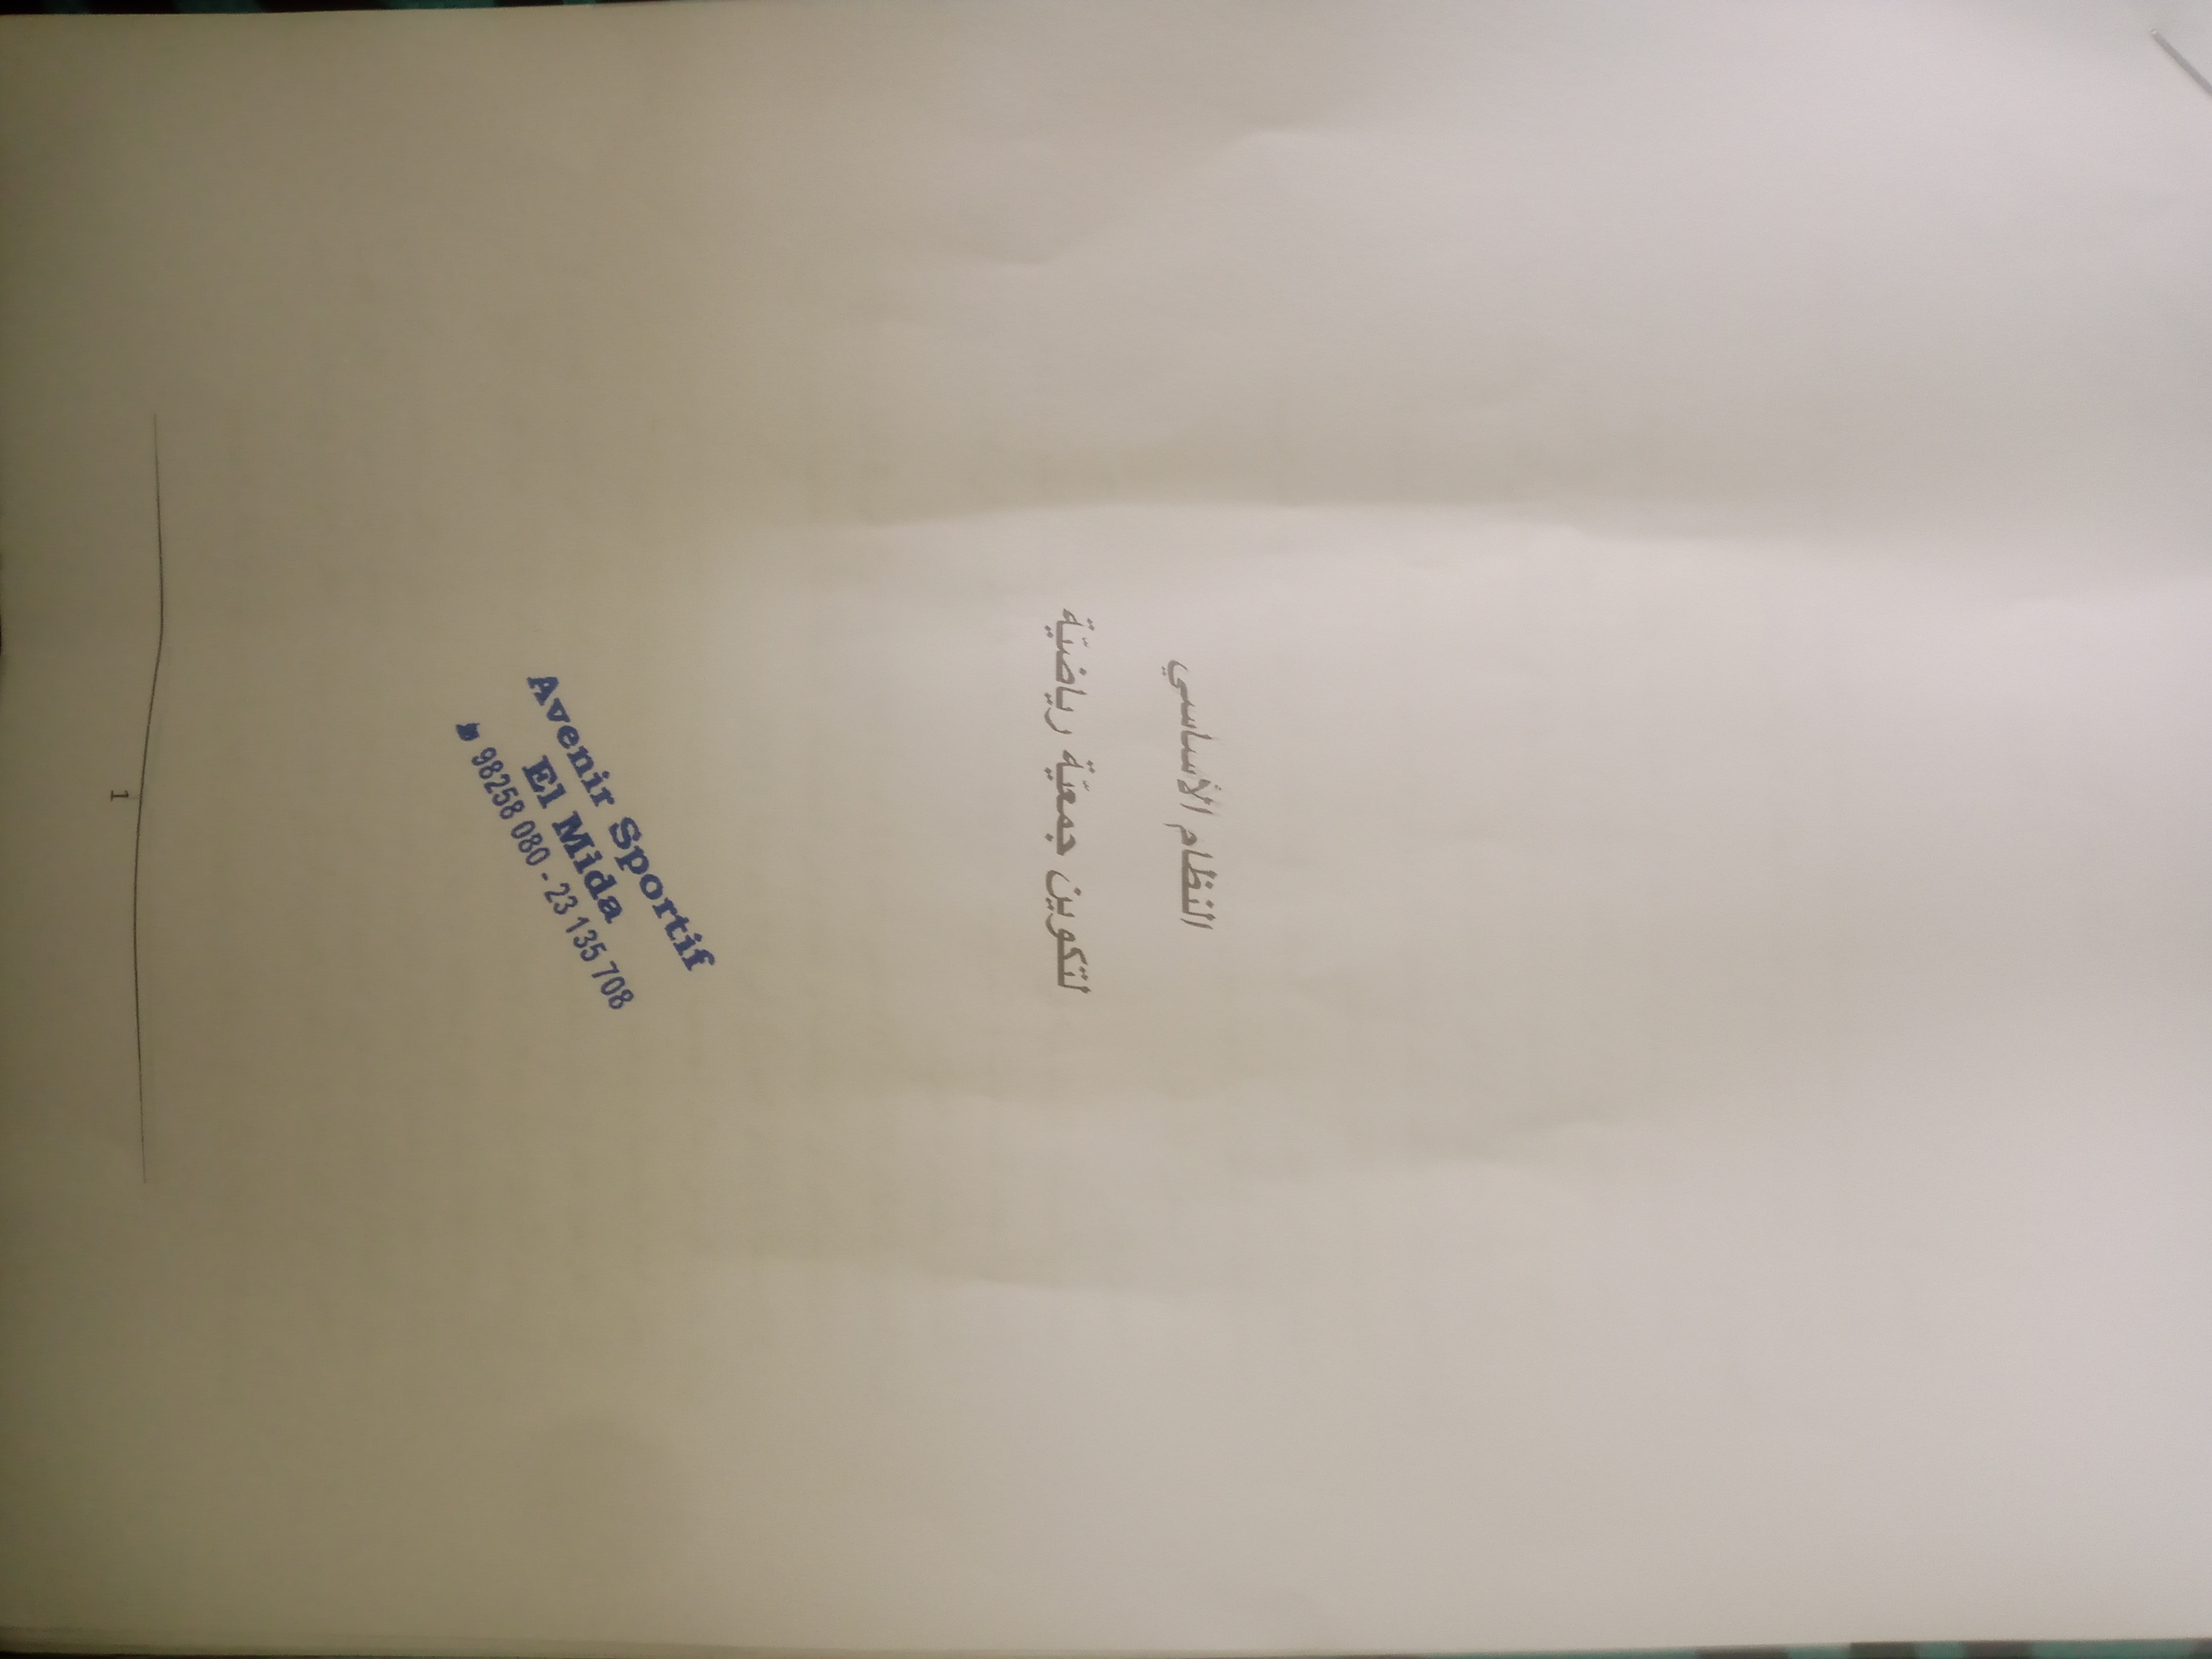 النظام الأساسي
لتكوين جمعيّة رياضيّة
Avenir Sportif
El Mida
98258 080 - 23 135 708
1